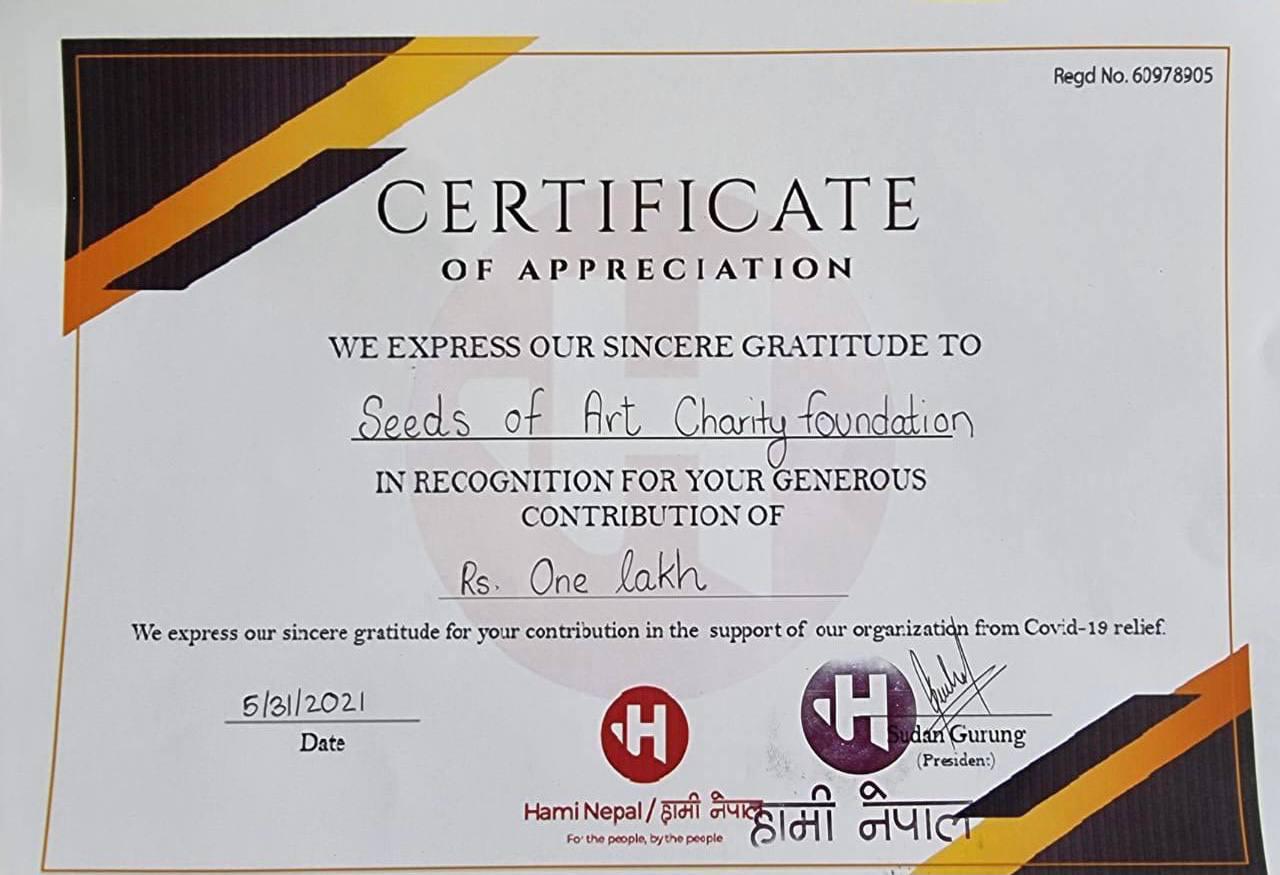 Regd No. 60978905
CERTIFICATE
OF APPRECIATION
WE EXPRESS OUR SINCERE GRATITUDE TO
Seeds of Art Charity foundation
IN RECOGNITION FOR YOUR GENEROUS
CONTRIBUTION OF
Rs. One lakh
We express our sincere gratitude for your contribution in the support of our organization from Covid-19 relief.
5/31/2021
Date
Sudan Gurung
(President)
Hami Nepal / हामी नेपाल
For the people, by the people
हामी नेपाल